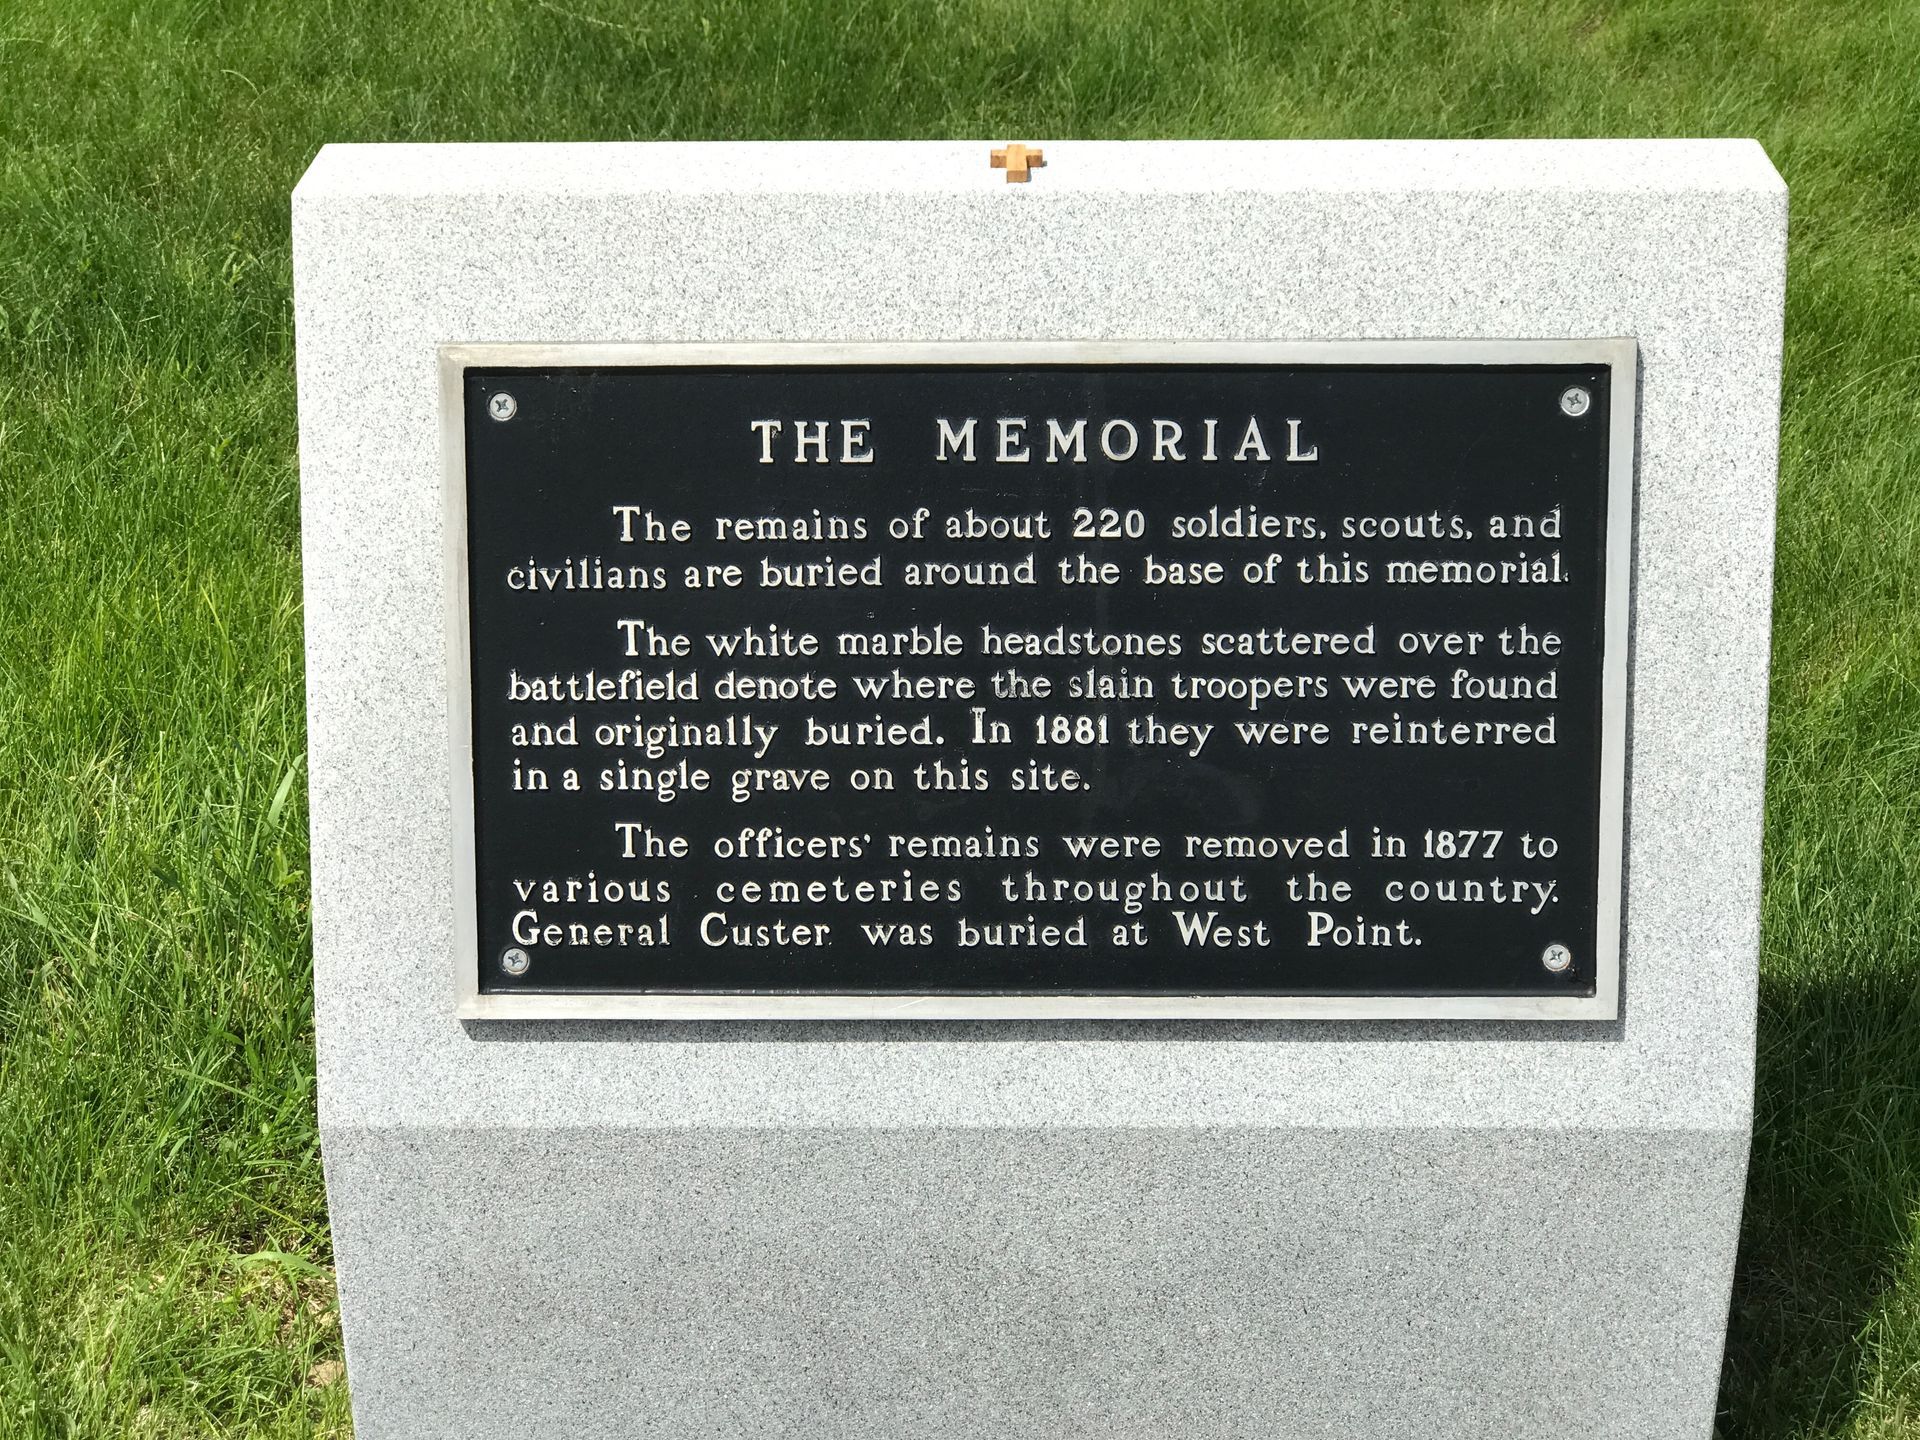 THE MEMORIAL
The remains of about 220 soldiers, scouts, and
civilians are buried around the base of this memorial.
The white marble headstones scattered over the
battlefield denote where the slain troopers were found
and originally buried. In 1881 they were reinterred
in a single grave on this site.
The officers' remains were removed in 1877 to
various cemeteries throughout the country.
General Custer was buried at West Point.